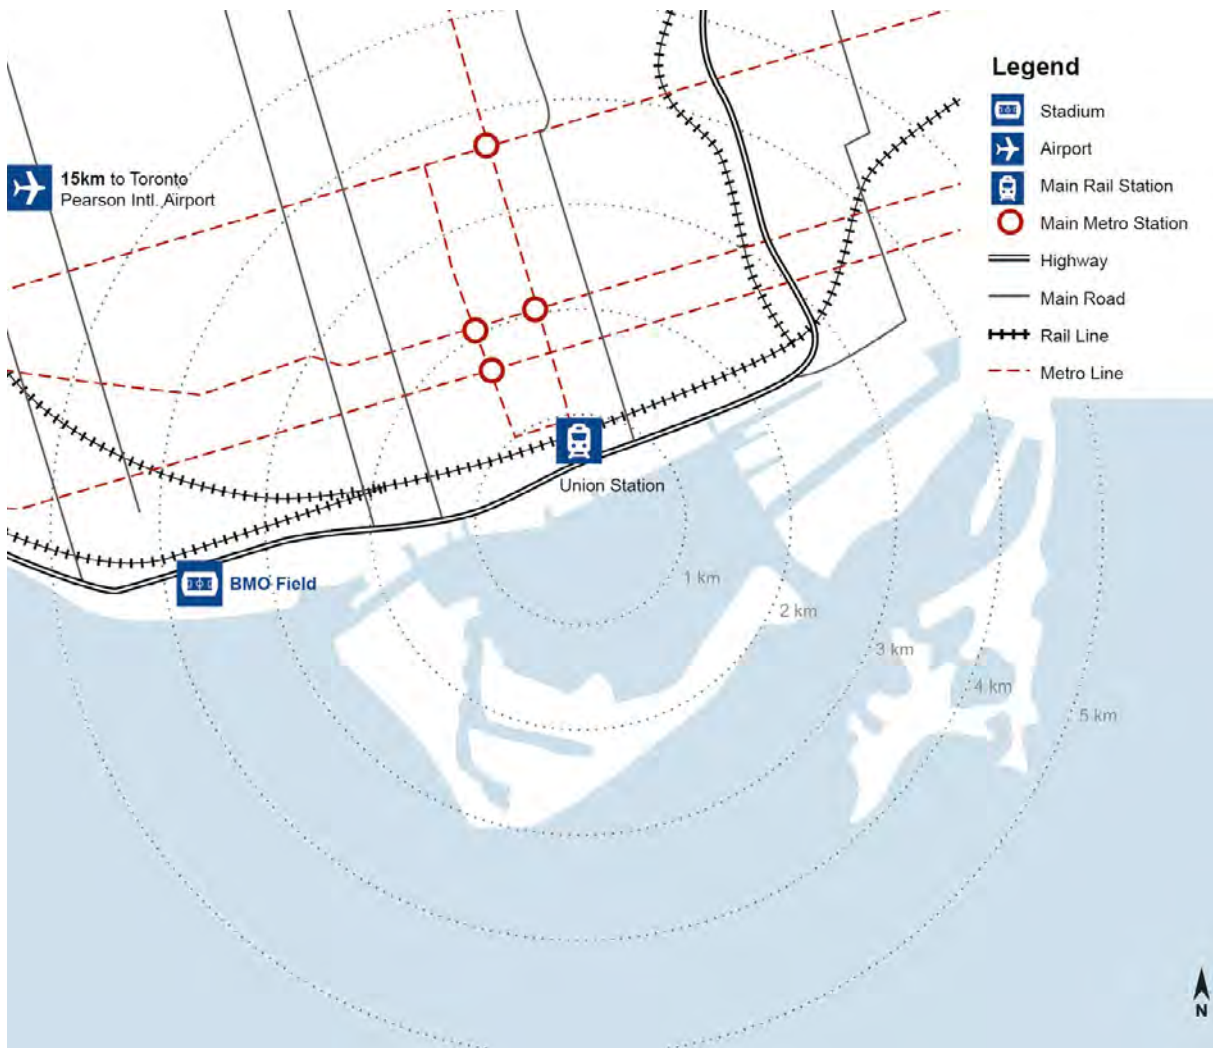 Legend
Stadium
Airport
Main Rail Station
Main Metro Station
Highway
Main Road
Rail Line
Metro Line
15km to Toronto
Pearson Intl. Airport
Union Station
BMO Field
1 km
2 km
3 km
4 km
5 km
N